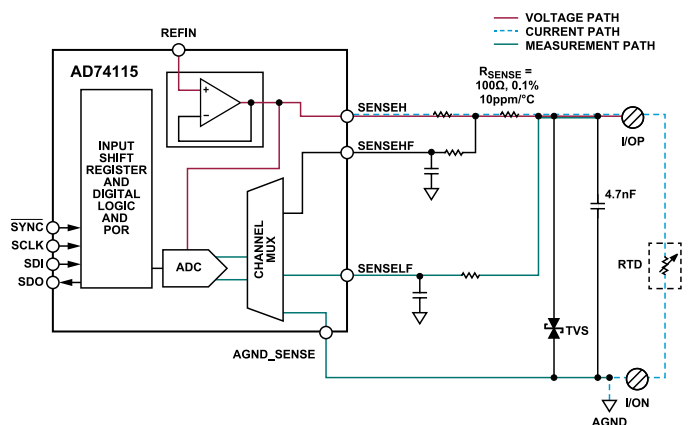 VOLTAGE PATH
CURRENT PATH
MEASUREMENT PATH
REFIN
AD74115
RSENSE =
100Ω, 0.1%
10ppm/°C
+
−
SENSEH
SENSEHF
I/OP
INPUT
SHIFT
REGISTER
AND
DIGITAL
LOGIC
AND
POR
SYNC
SCLK
SDI
SDO
ADC
CHANNEL
MUX
SENSELF
4.7nF
RTD
TVS
AGND_SENSE
I/ON
AGND